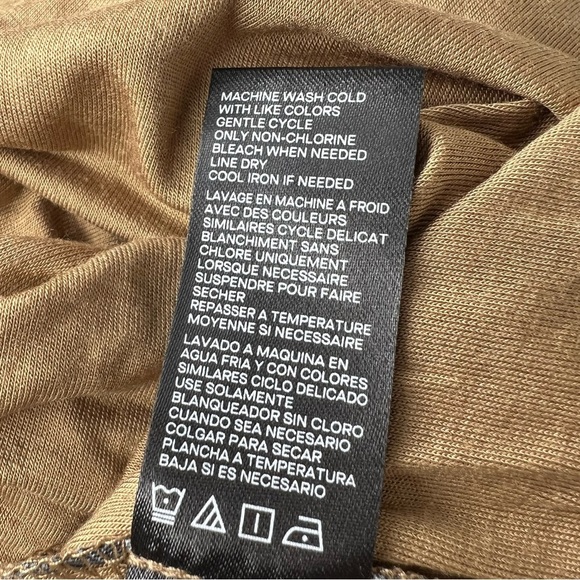 MACHINE WASH COLD
WITH LIKE COLORS
GENTLE CYCLE
ONLY NON-CHLORINE
BLEACH WHEN NEEDED
LINE DRY
COOL IRON IF NEEDED
LAVAGE EN MACHINE A FROID
AVEC DES COULEURS
SIMILAIRES CYCLE DELICAT
BLANCHIMENT SANS
CHLORE UNIQUEMENT
LORSQUE NECESSAIRE
SUSPENDRE POUR FAIRE
SECHER
REPASSER A TEMPERATURE
MOYENNE SI NECESSAIRE
LAVADO A MAQUINA EN
AGUA FRIA Y CON COLORES
SIMILARES CICLO DELICADO
USE SOLAMENTE
BLANQUEADOR SIN CLORO
CUANDO SEA NECESARIO
COLGAR PARA SECAR
PLANCHA A TEMPERATURA
BAJA SI ES NECESARIO